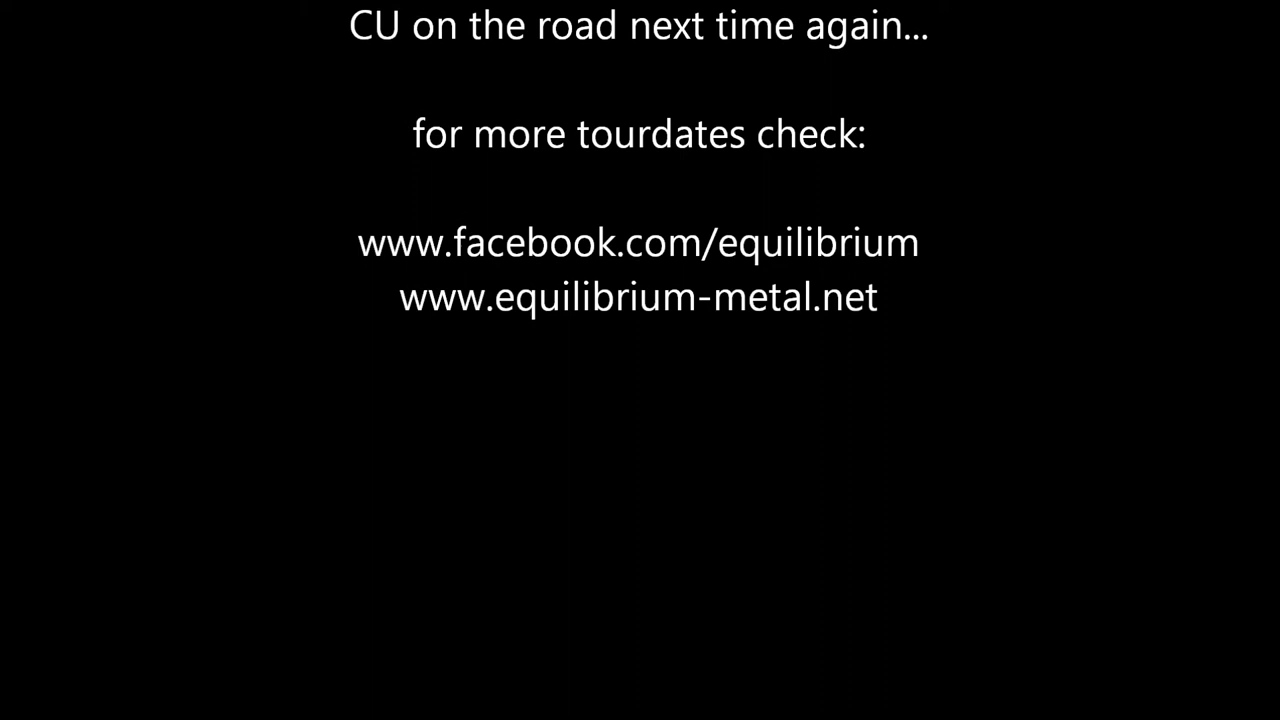 CU on the road next time again...
for more tourdates check:
www.facebook.com/equilibrium
www.equilibrium-metal.net